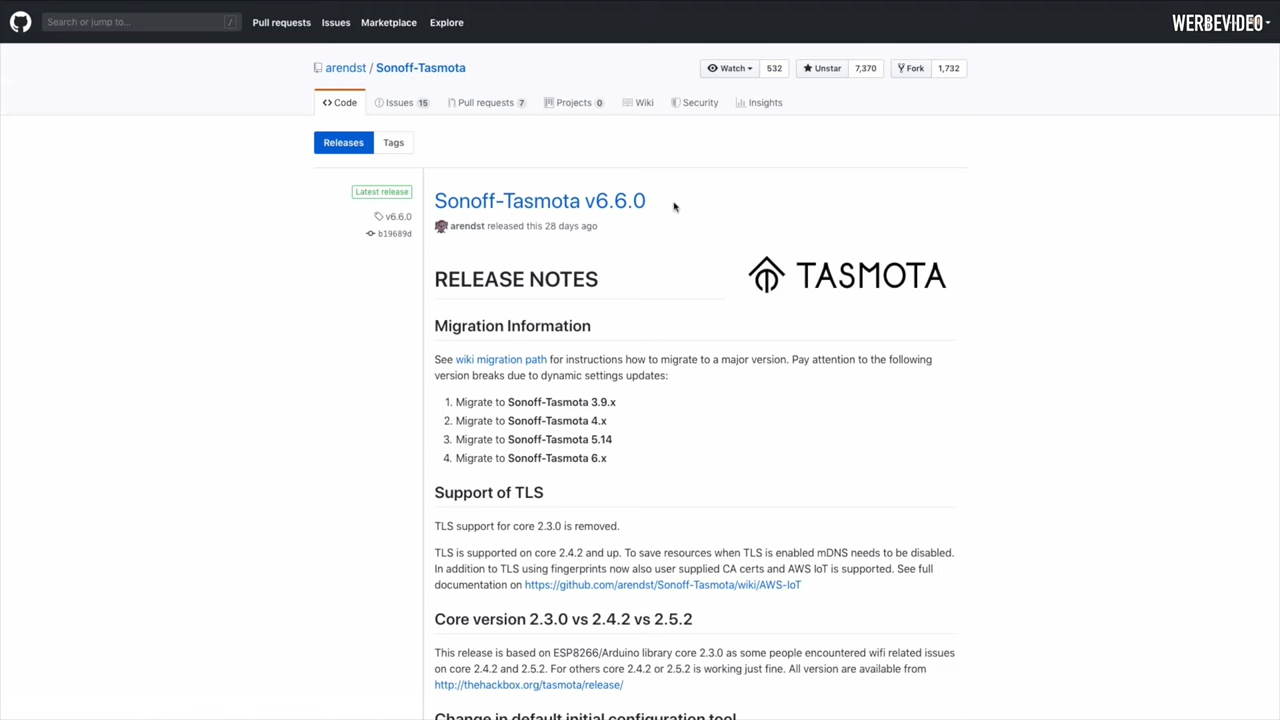 Search or jump to...
/
Pull requests
Issues
Marketplace
Explore
WERBEVIDEO
arendst / Sonoff-Tasmota
Watch
532
Unstar
7,370
Fork
1,732
Code
Issues 15
Pull requests 7
Projects 0
Wiki
Security
Insights
Releases
Tags
Latest release
v6.6.0
b19689d
Sonoff-Tasmota v6.6.0
arendst released this 28 days ago
RELEASE NOTES
TASMOTA
Migration Information
See wiki migration path for instructions how to migrate to a major version. Pay attention to the following
version breaks due to dynamic settings updates:
1. Migrate to Sonoff-Tasmota 3.9.x
2. Migrate to Sonoff-Tasmota 4.x
3. Migrate to Sonoff-Tasmota 5.14
4. Migrate to Sonoff-Tasmota 6.x
Support of TLS
TLS support for core 2.3.0 is removed.
TLS is supported on core 2.4.2 and up. To save resources when TLS is enabled mDNS needs to be disabled.
In addition to TLS using fingerprints now also user supplied CA certs and AWS IoT is supported. See full
documentation on https://github.com/arendst/Sonoff-Tasmota/wiki/AWS-IoT
Core version 2.3.0 vs 2.4.2 vs 2.5.2
This release is based on ESP8266/Arduino library core 2.3.0 as some people encountered wifi related issues
on core 2.4.2 and 2.5.2. For others core 2.4.2 or 2.5.2 is working just fine. All version are available from
http://thehackbox.org/tasmota/release/
Change in default initial configuration tool